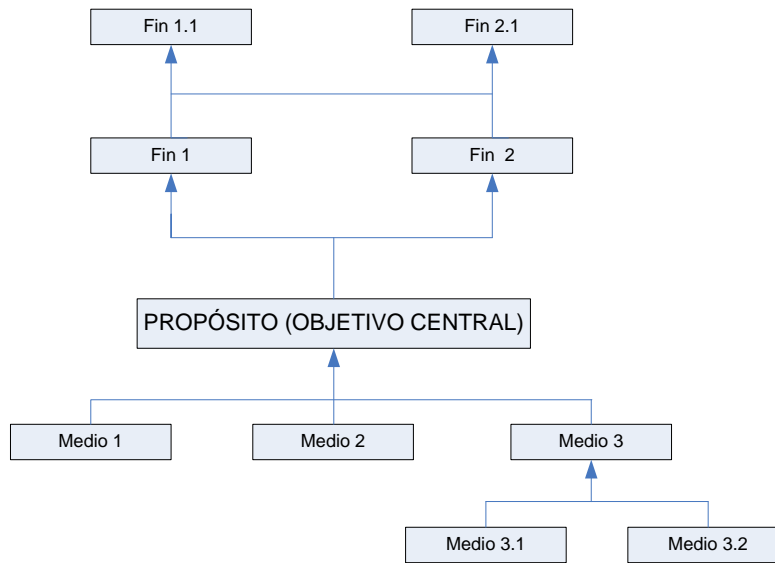 Fin 1.1
Fin 2.1
Fin 1
Fin 2
PROPÓSITO (OBJETIVO CENTRAL)
Medio 1
Medio 2
Medio 3
Medio 3.1
Medio 3.2